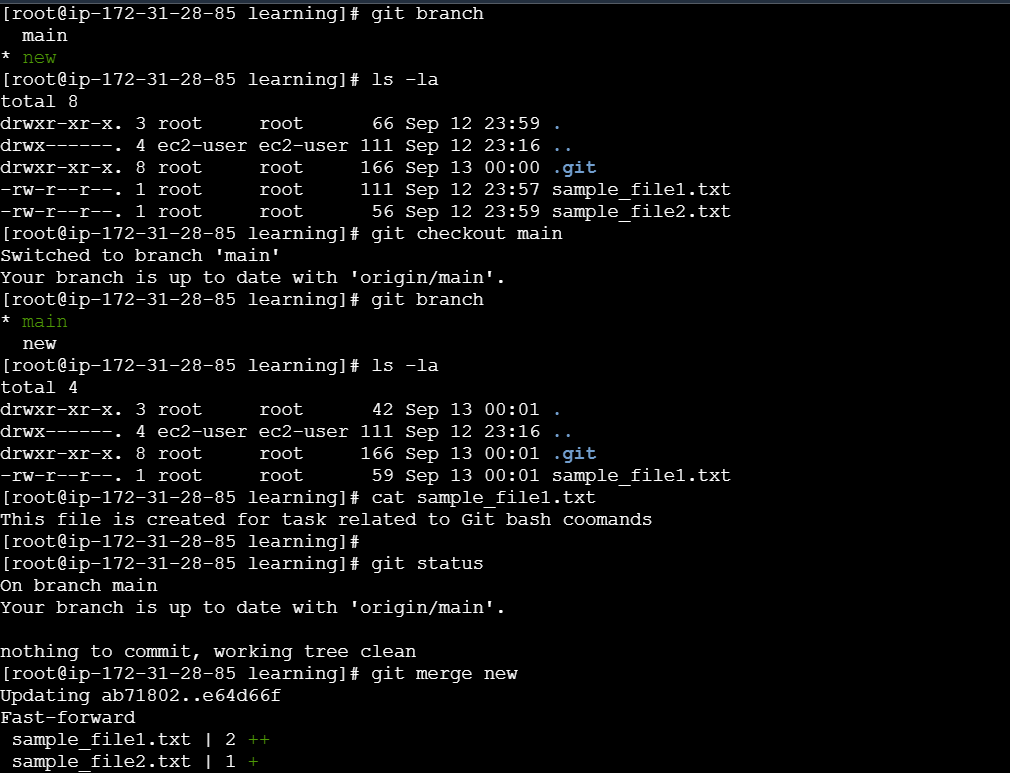 [root@ip-172-31-28-85 learning]# git branch
  main
* new
[root@ip-172-31-28-85 learning]# ls -la
total 8
drwxr-xr-x. 3 root     root      66 Sep 12 23:59 .
drwx------. 4 ec2-user ec2-user 111 Sep 12 23:16 ..
drwxr-xr-x. 8 root     root     166 Sep 13 00:00 .git
-rw-r--r--. 1 root     root     111 Sep 12 23:57 sample_file1.txt
-rw-r--r--. 1 root     root      56 Sep 12 23:59 sample_file2.txt
[root@ip-172-31-28-85 learning]# git checkout main
Switched to branch 'main'
Your branch is up to date with 'origin/main'.
[root@ip-172-31-28-85 learning]# git branch
* main
  new
[root@ip-172-31-28-85 learning]# ls -la
total 4
drwxr-xr-x. 3 root     root      42 Sep 13 00:01 .
drwx------. 4 ec2-user ec2-user 111 Sep 12 23:16 ..
drwxr-xr-x. 8 root     root     166 Sep 13 00:01 .git
-rw-r--r--. 1 root     root      59 Sep 13 00:01 sample_file1.txt
[root@ip-172-31-28-85 learning]# cat sample_file1.txt
This file is created for task related to Git bash coomands
[root@ip-172-31-28-85 learning]#
[root@ip-172-31-28-85 learning]# git status
On branch main
Your branch is up to date with 'origin/main'.

nothing to commit, working tree clean
[root@ip-172-31-28-85 learning]# git merge new
Updating ab71802..e64d66f
Fast-forward
 sample_file1.txt | 2 ++
 sample_file2.txt | 1 +